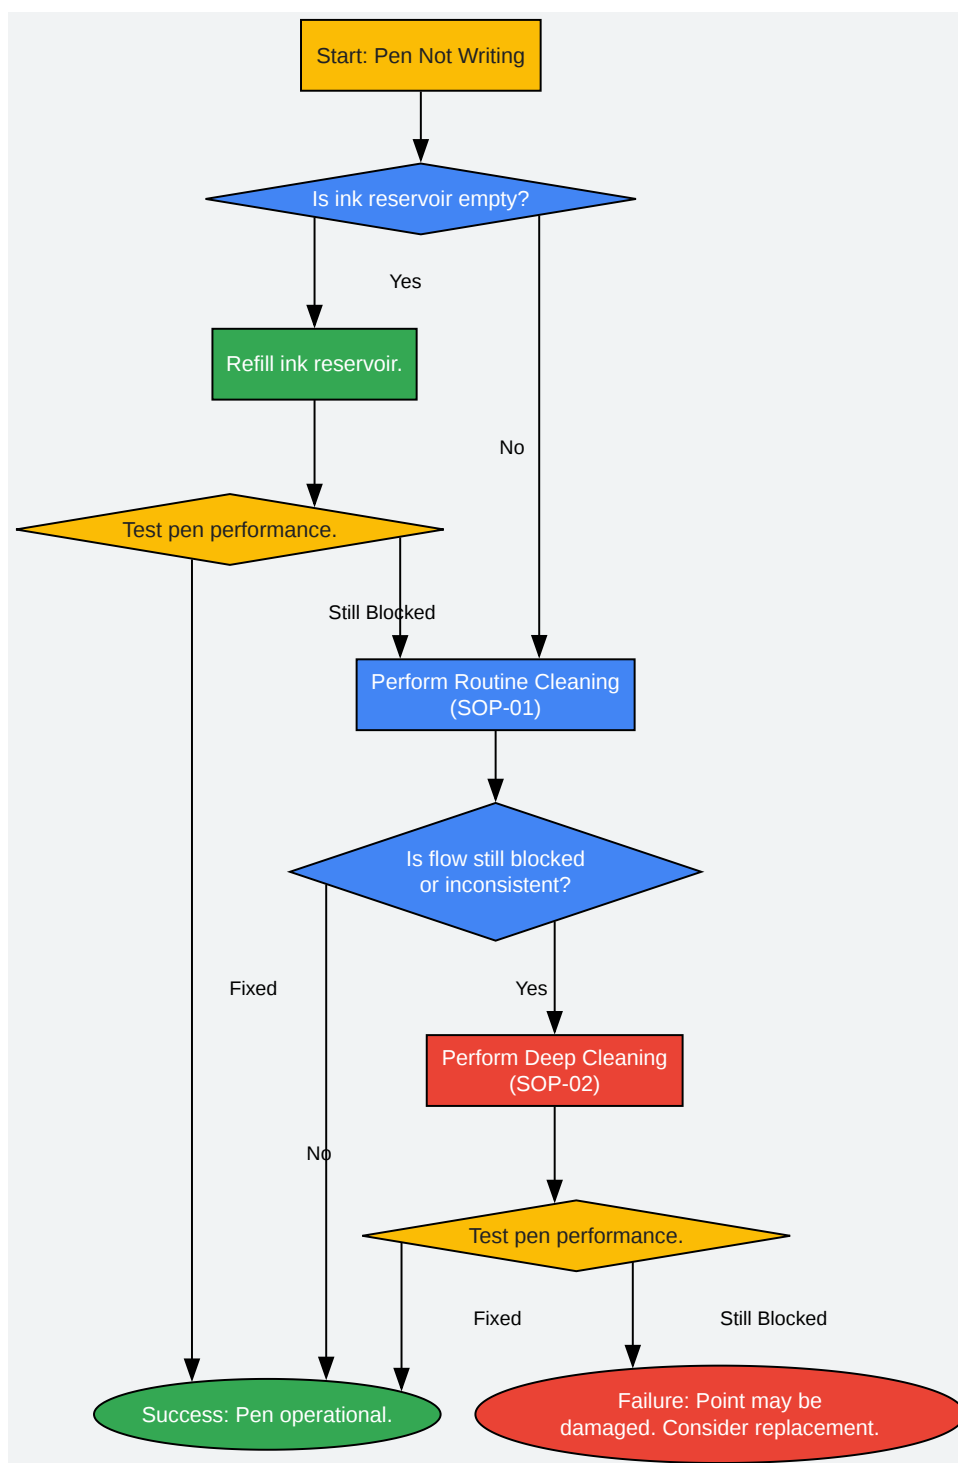 Start: Pen Not Writing
Is ink reservoir empty?
Yes
Refill ink reservoir.
No
Test pen performance.
Still Blocked
Perform Routine Cleaning
(SOP-01)
Is flow still blocked
or inconsistent?
Fixed
Yes
Perform Deep Cleaning
(SOP-02)
No
Test pen performance.
Fixed
Still Blocked
Success: Pen operational.
Failure: Point may be
damaged. Consider replacement.